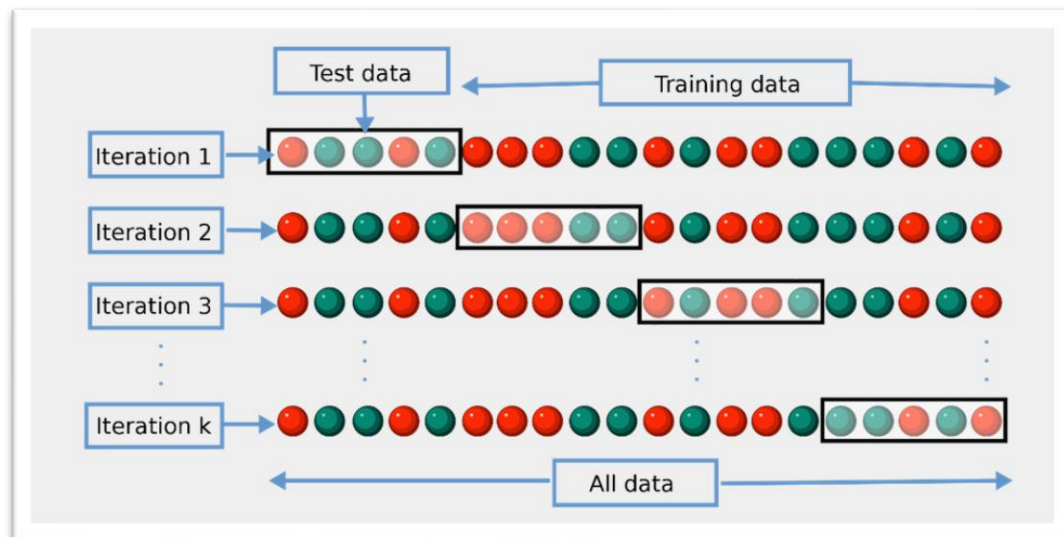 Test data
Training data
Iteration 1
Iteration 2
Iteration 3
Iteration k
All data